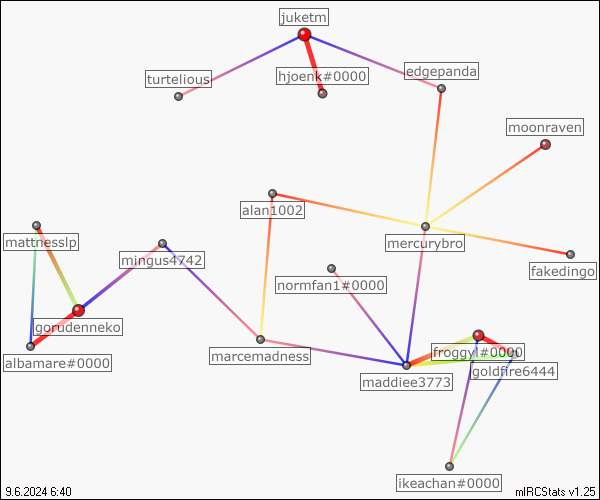 juketm
turtelious
hjoenk#0000
edgepanda
moonraven
alan1002
mattnesslp
mercurybro
mingus4742
fakedingo
normfan1#0000
gorudenneko
albamare#0000
marcemadness
froggyl#0000
goldfire6444
maddiee3773
ikeachan#0000
9.6.2024 6:40
mIRCStats v1.25